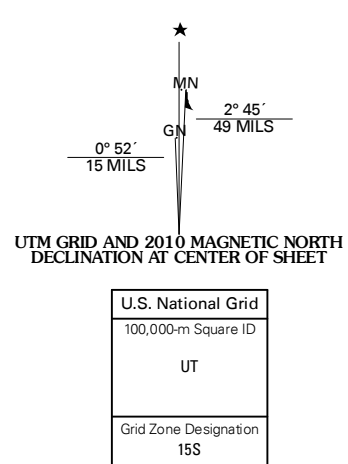 MN
GN
2° 45´
49 MILS
0° 52´
15 MILS
UTM GRID AND 2010 MAGNETIC NORTH
DECLINATION AT CENTER OF SHEET
U.S. National Grid
100,000-m Square ID
UT
Grid Zone Designation
15S